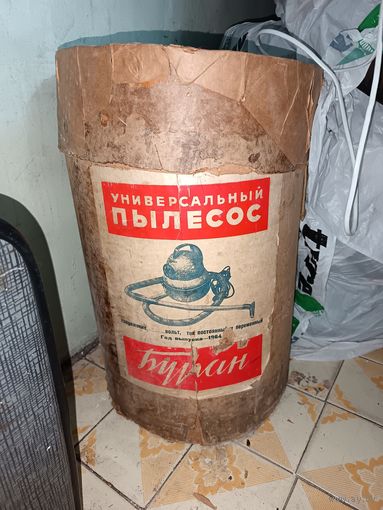 УНИВЕРСАЛЬНЫЙ
ПЫЛЕСОС
вольт, ток постоянный и переменный
Год выпуска—1964
Буран